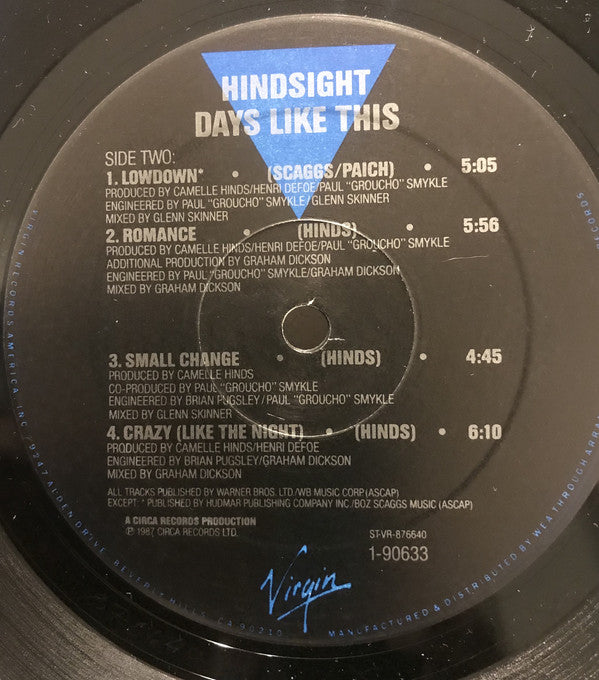 HINDSIGHT
DAYS LIKE THIS
SIDE TWO:
1. LOWDOWN* • (SCAGGS/PAICH) • 5:05
PRODUCED BY CAMELLE HINDS/HENRI DEFOE/PAUL "GROUCHO" SMYKLE
ENGINEERED BY PAUL "GROUCHO" SMYKLE/GLENN SKINNER
MIXED BY GLENN SKINNER
2. ROMANCE • (HINDS) • 5:56
PRODUCED BY CAMELLE HINDS/HENRI DEFOE/PAUL "GROUCHO" SMYKLE
ADDITIONAL PRODUCTION BY GRAHAM DICKSON
ENGINEERED BY PAUL "GROUCHO" SMYKLE/GRAHAM DICKSON
MIXED BY GRAHAM DICKSON
3. SMALL CHANGE • (HINDS) • 4:45
PRODUCED BY CAMELLE HINDS
CO-PRODUCED BY PAUL "GROUCHO" SMYKLE
ENGINEERED BY BRIAN PUGSLEY/PAUL "GROUCHO" SMYKLE
MIXED BY GLENN SKINNER
4. CRAZY (LIKE THE NIGHT) • (HINDS) • 6:10
PRODUCED BY CAMELLE HINDS/HENRI DEFOE
ENGINEERED BY BRIAN PUGSLEY/GRAHAM DICKSON
MIXED BY GRAHAM DICKSON
ALL TRACKS PUBLISHED BY WARNER BROS. LTD/WB MUSIC CORP (ASCAP)
EXCEPT: * PUBLISHED BY HUDMAR PUBLISHING COMPANY INC./BOZ SCAGGS MUSIC (ASCAP)
A CIRCA RECORDS PRODUCTION
℗ 1987 CIRCA RECORDS LTD.
ST-VR-876640
1-90633
Virgin
VIRGIN RECORDS AMERICA, INC. 9247 ALDEN DRIVE, BEVERLY HILLS, CA 90210
MANUFACTURED & DISTRIBUTED BY WEA THROUGH
RECORDS